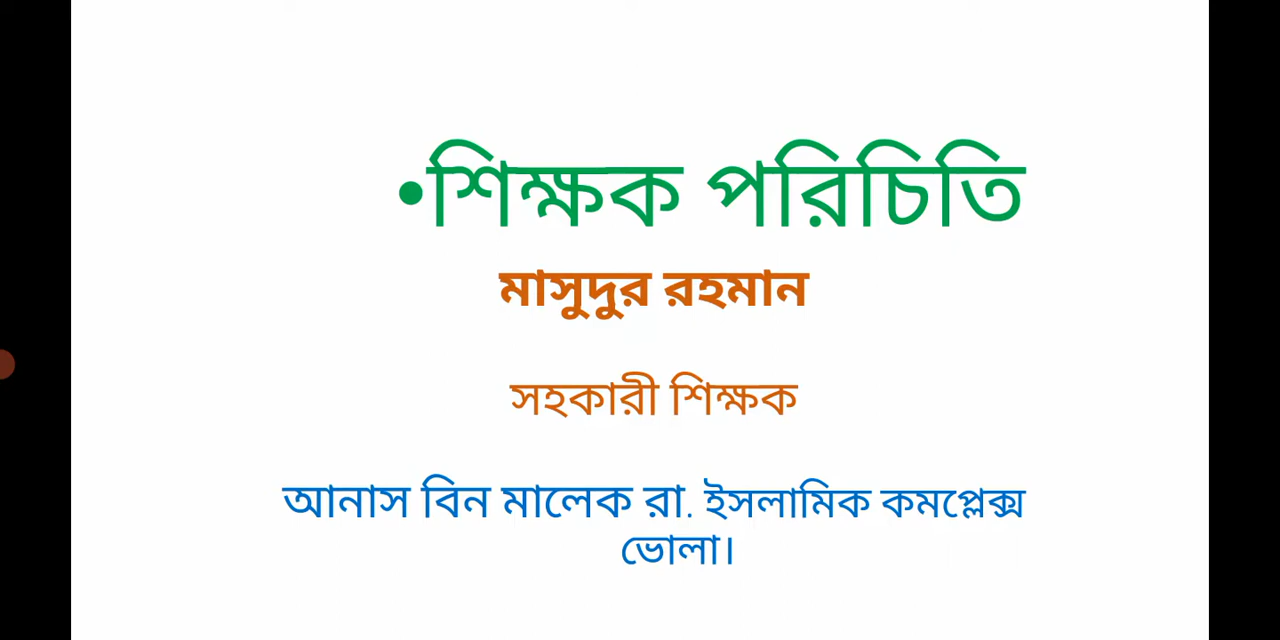 •শিক্ষক পরিচিতি
মাসুদুর রহমান
সহকারী শিক্ষক
আনাস বিন মালেক রা. ইসলামিক কমপ্লেক্স
ভোলা।